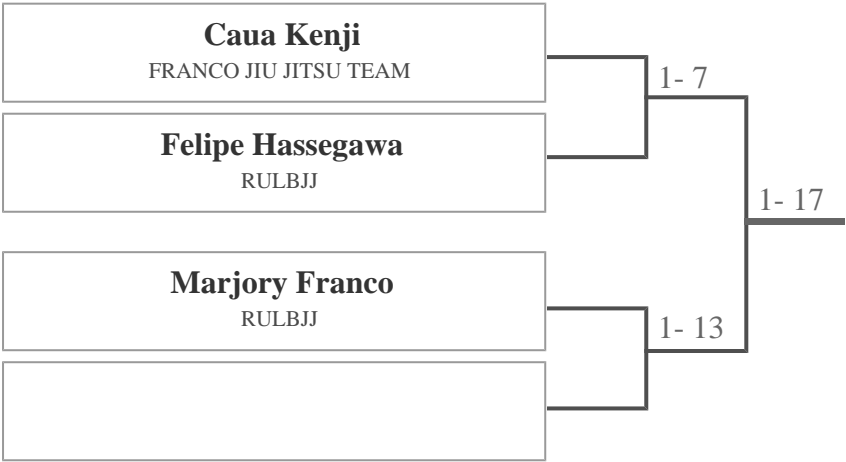 Caua Kenji
FRANCO JIU JITSU TEAM
1- 7
Felipe Hassegawa
RULBJJ
1- 17
Marjory Franco
RULBJJ
1- 13